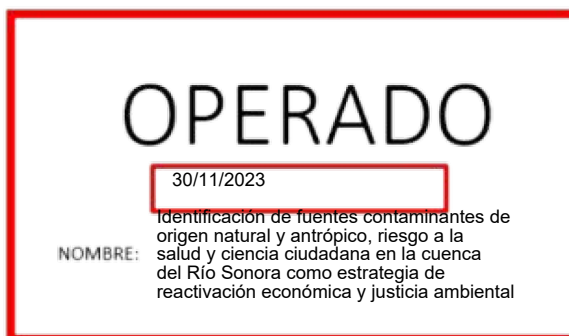 OPERADO
30/11/2023
Identificación de fuentes contaminantes de
origen natural y antrópico, riesgo a la
NOMBRE: salud y ciencia ciudadana en la cuenca
del Río Sonora como estrategia de
reactivación económica y justicia ambiental